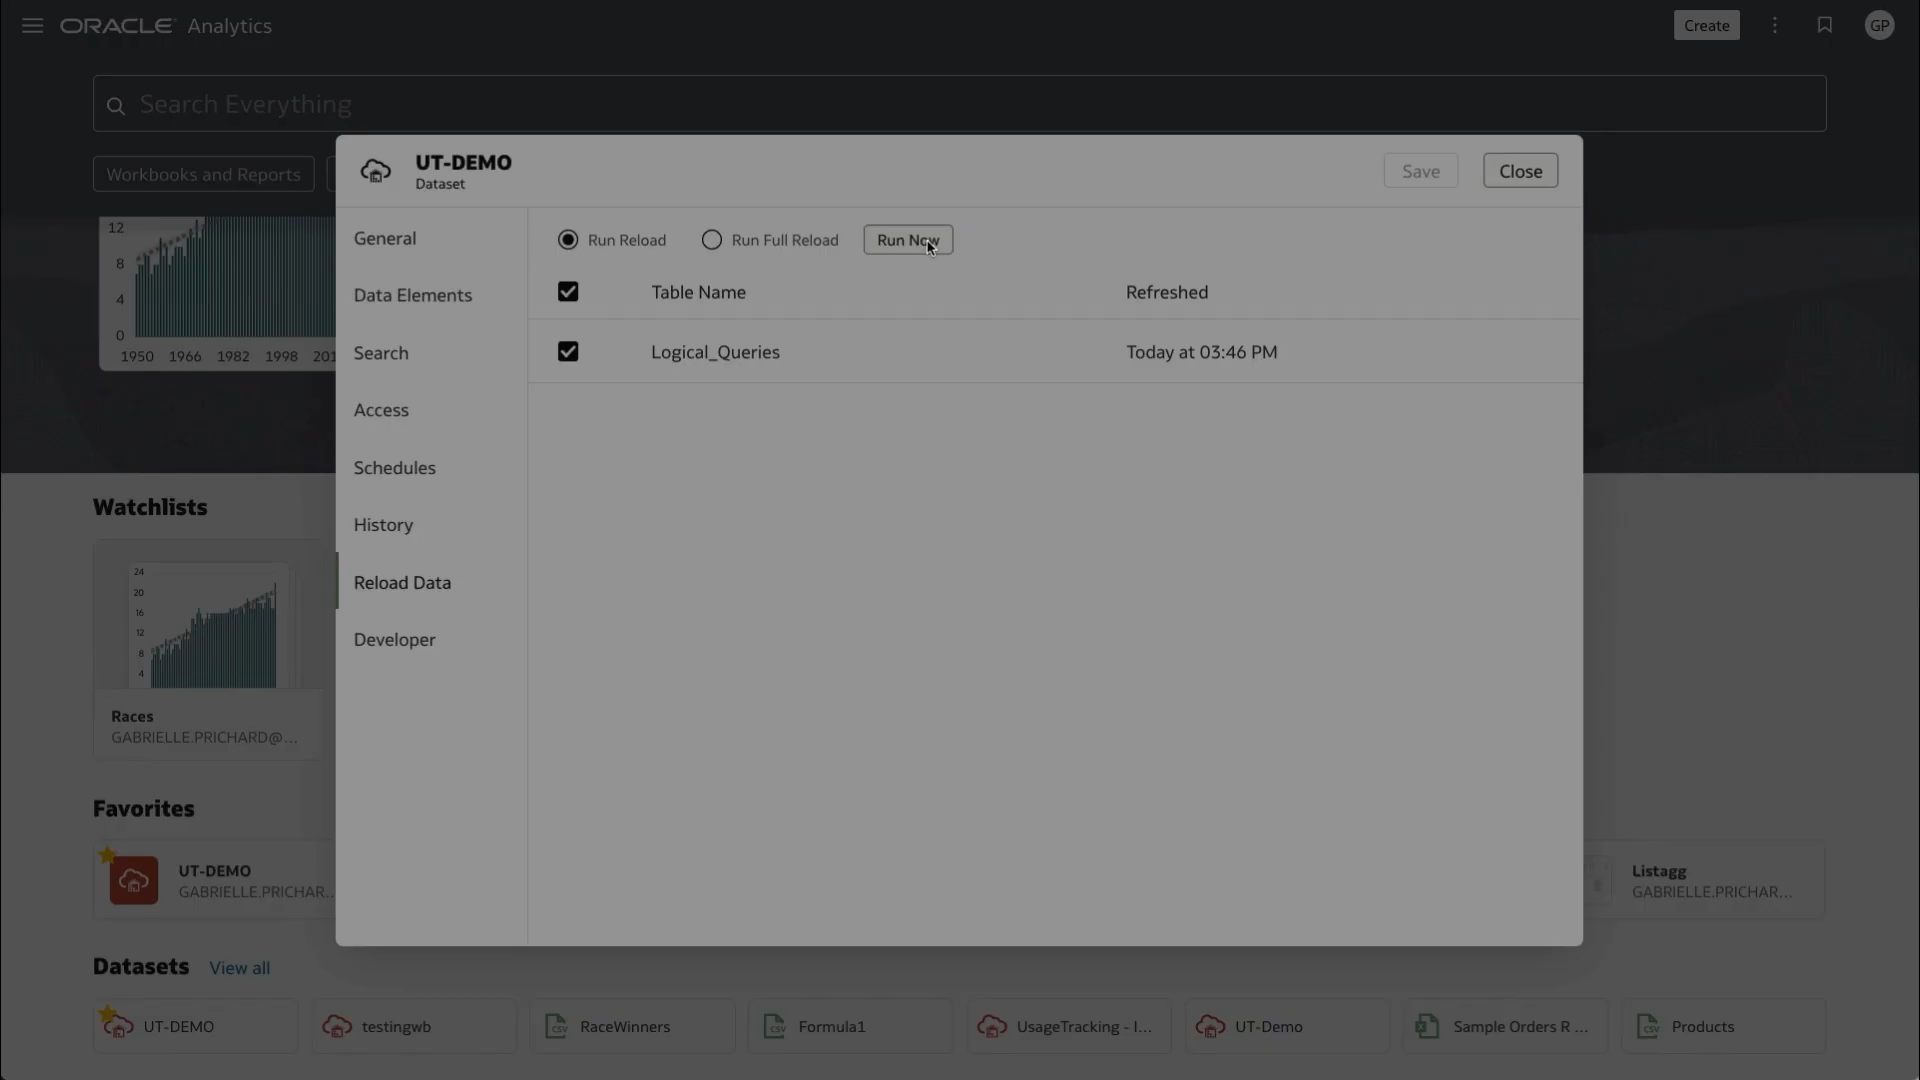 ORACLE Analytics
Create
GP
Search Everything
Workbooks and Reports
12
8
4
0
1950 1966 1982 1998 201
UT-DEMO
Dataset
Save
Close
General
Data Elements
Search
Access
Schedules
History
Reload Data
Developer
Run Reload
Run Full Reload
Run Now
Table Name Refreshed
Logical_Queries Today at 03:46 PM
Watchlists
24
20
16
12
8
4
Races
GABRIELLE.PRICHARD@...
Favorites
UT-DEMO
GABRIELLE.PRICHAR...
Listagg
GABRIELLE.PRICHAR...
Datasets View all
UT-DEMO
testingwb
CSV RaceWinners
CSV Formula1
UsageTracking - I...
UT-Demo
Sample Orders R ...
CSV Products